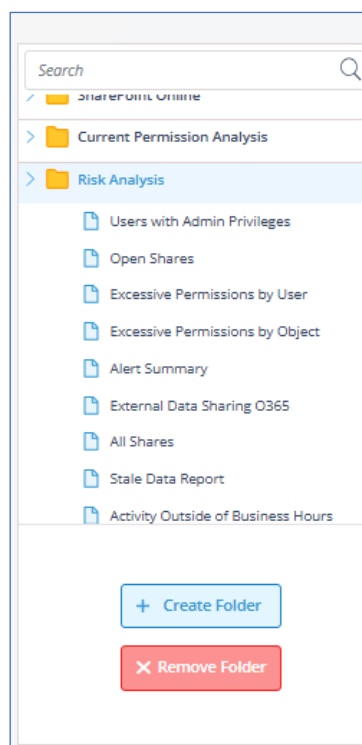 Search
SharePoint Online
Current Permission Analysis
Risk Analysis
Users with Admin Privileges
Open Shares
Excessive Permissions by User
Excessive Permissions by Object
Alert Summary
External Data Sharing O365
All Shares
Stale Data Report
Activity Outside of Business Hours
+ Create Folder
× Remove Folder